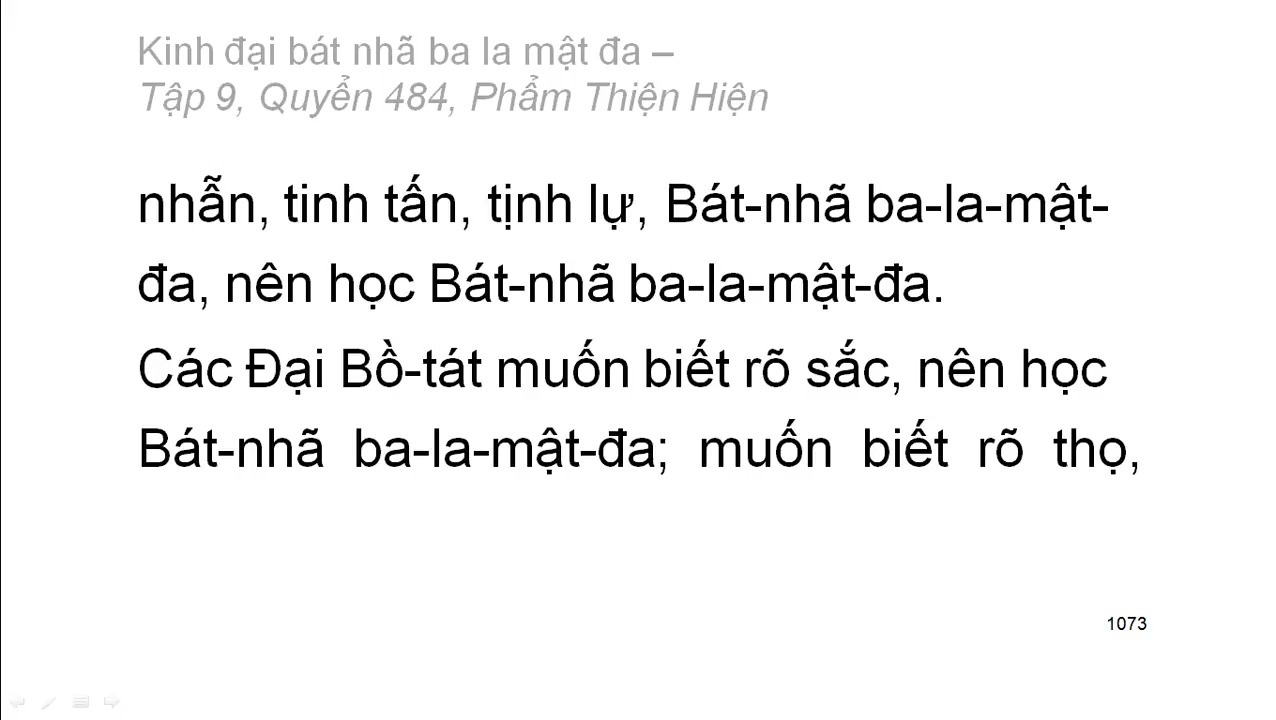 Kinh đại bát nhã ba la mật đa –
Tập 9, Quyển 484, Phẩm Thiện Hiện
nhẫn, tinh tấn, tịnh lự, Bát-nhã ba-la-mật-
đa, nên học Bát-nhã ba-la-mật-đa.
Các Đại Bồ-tát muốn biết rõ sắc, nên học
Bát-nhã ba-la-mật-đa; muốn biết rõ thọ,
1073